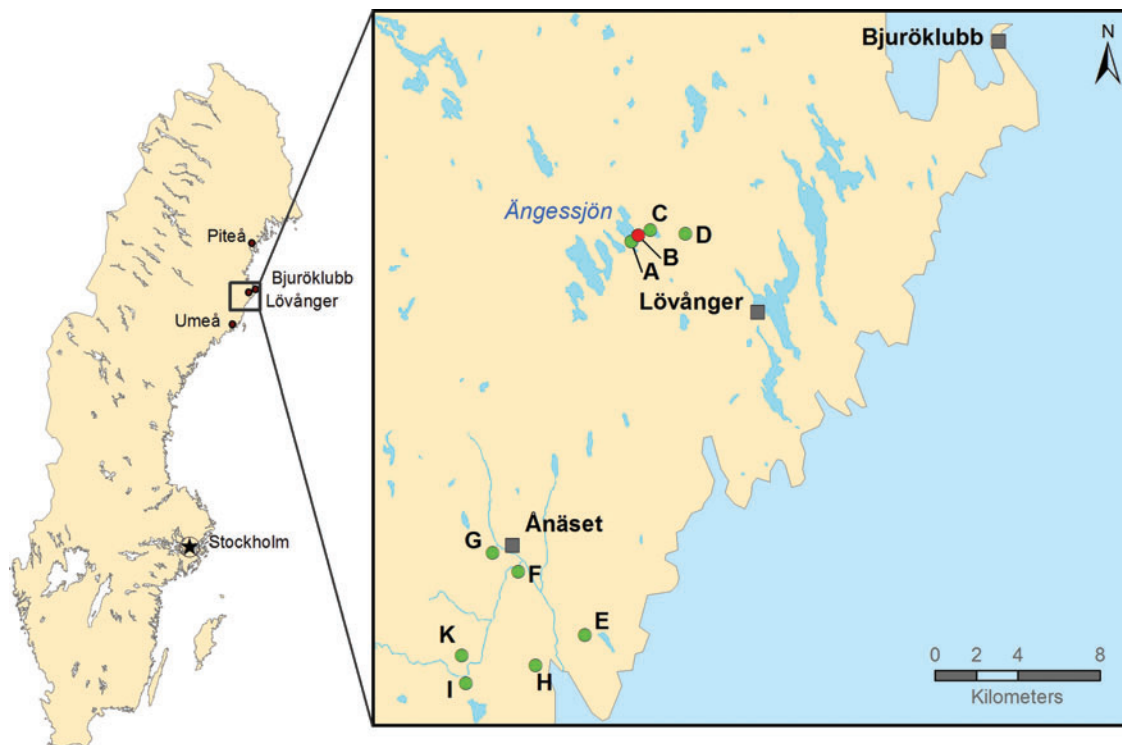 Piteå
Bjuröklubb
Lövånger
Umeå
Stockholm
Bjuröklubb
N
Ängessjön
C
D
B
A
Lövånger
Ånäset
G
F
E
K
H
I
0 2 4 8
Kilometers